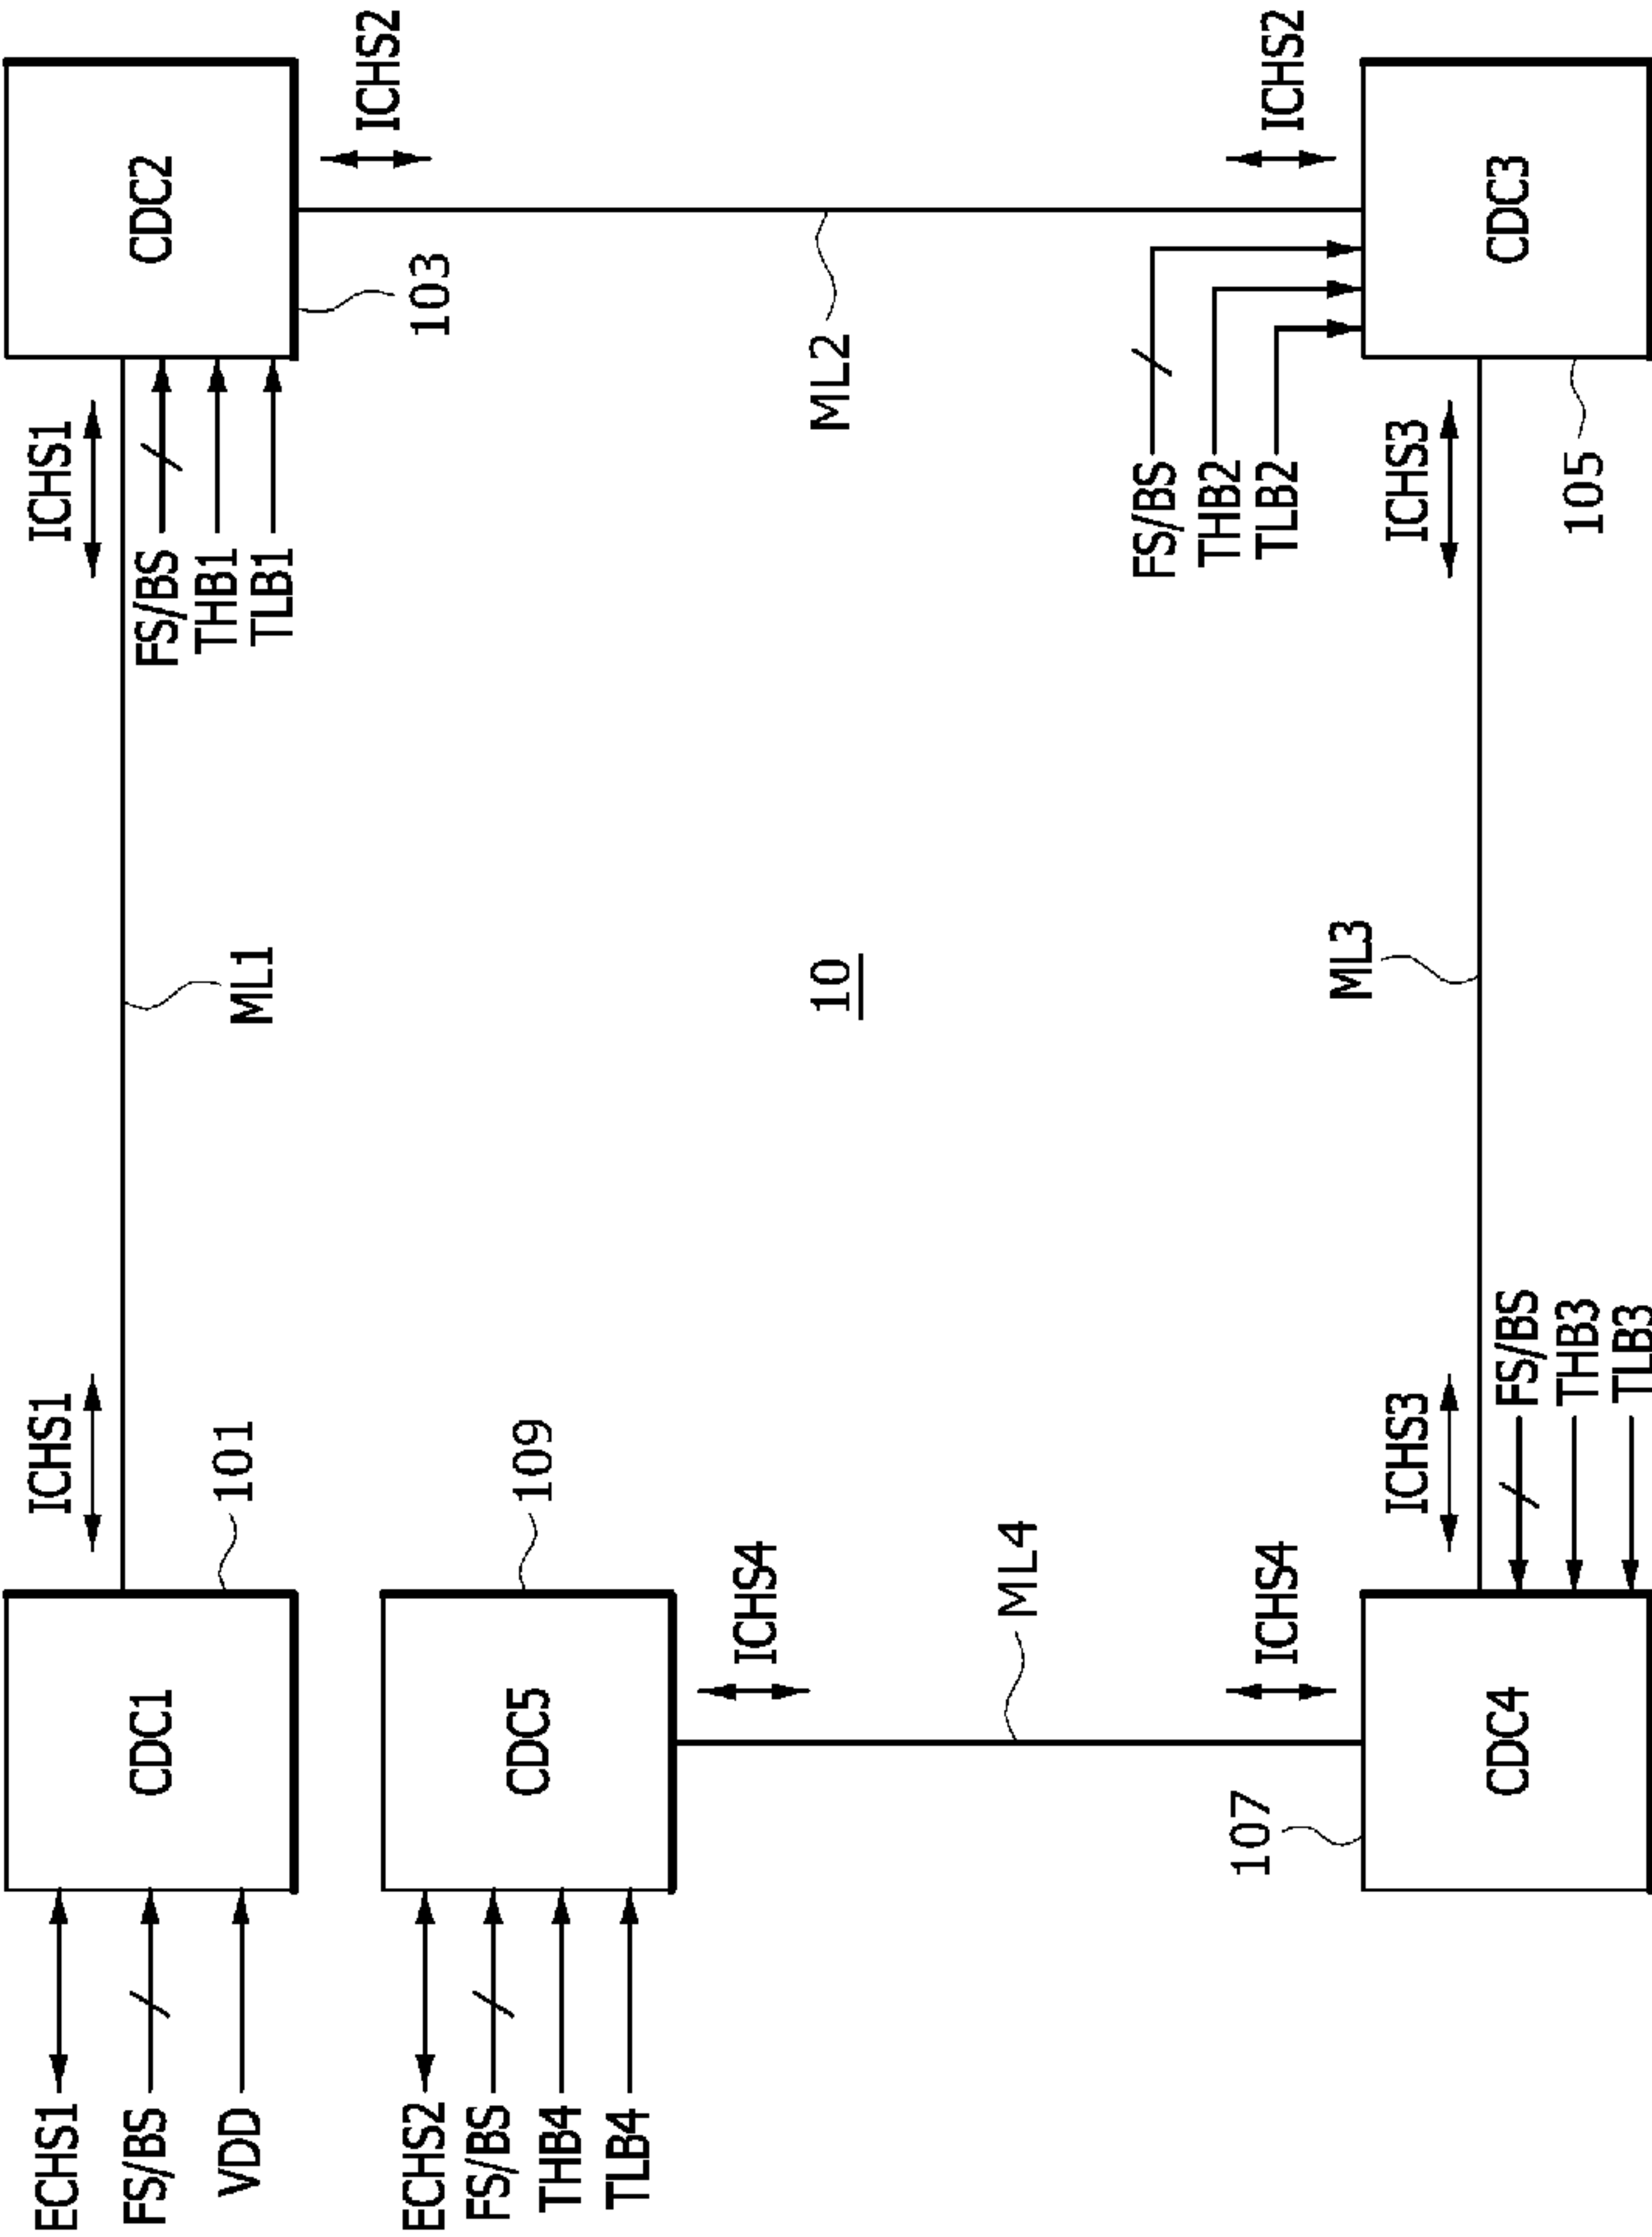 ECHS1
ICHS1
ICHS1
FS/BS
CDC1
FS/BS
CDC2
VDD
101
THB1
ML1
TLB1
ICHS2
ECHS2
103
FS/BS
CDC5
109
THB4
TLB4
ICHS4
10
ML2
ML4
FS/BS
THB2
107
ICHS4
TLB2
ICHS2
ML3
ICHS3
ICHS3
CDC4
FS/BS
CDC3
THB3
105
TLB3